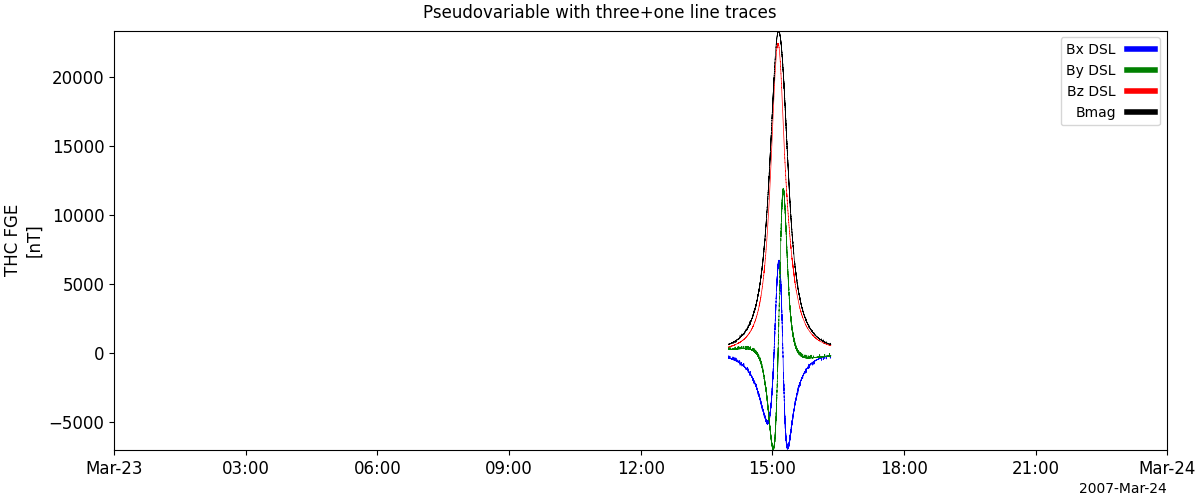 Pseudovariable with three+one line traces
Bx DSL
By DSL
Bz DSL
Bmag
THC FGE
[nT]
20000
15000
10000
5000
0
−5000
Mar-23 03:00 06:00 09:00 12:00 15:00 18:00 21:00 Mar-24
2007-Mar-24